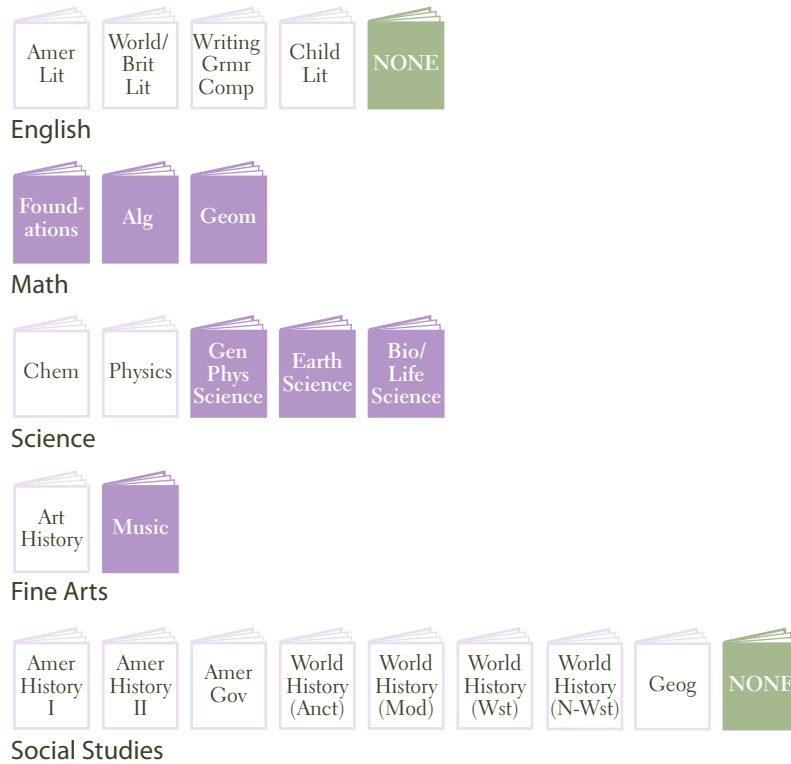 Amer
Lit
World/
Brit
Lit
Writing
Grmr
Comp
Child
Lit
NONE
English
Found-
ations
Alg
Geom
Math
Chem
Physics
Gen
Phys
Science
Earth
Science
Bio/
Life
Science
Science
Art
History
Music
Fine Arts
Amer
History
I
Amer
History
II
Amer
Gov
World
History
(Anct)
World
History
(Mod)
World
History
(Wst)
World
History
(N-Wst)
Geog
NONE
Social Studies